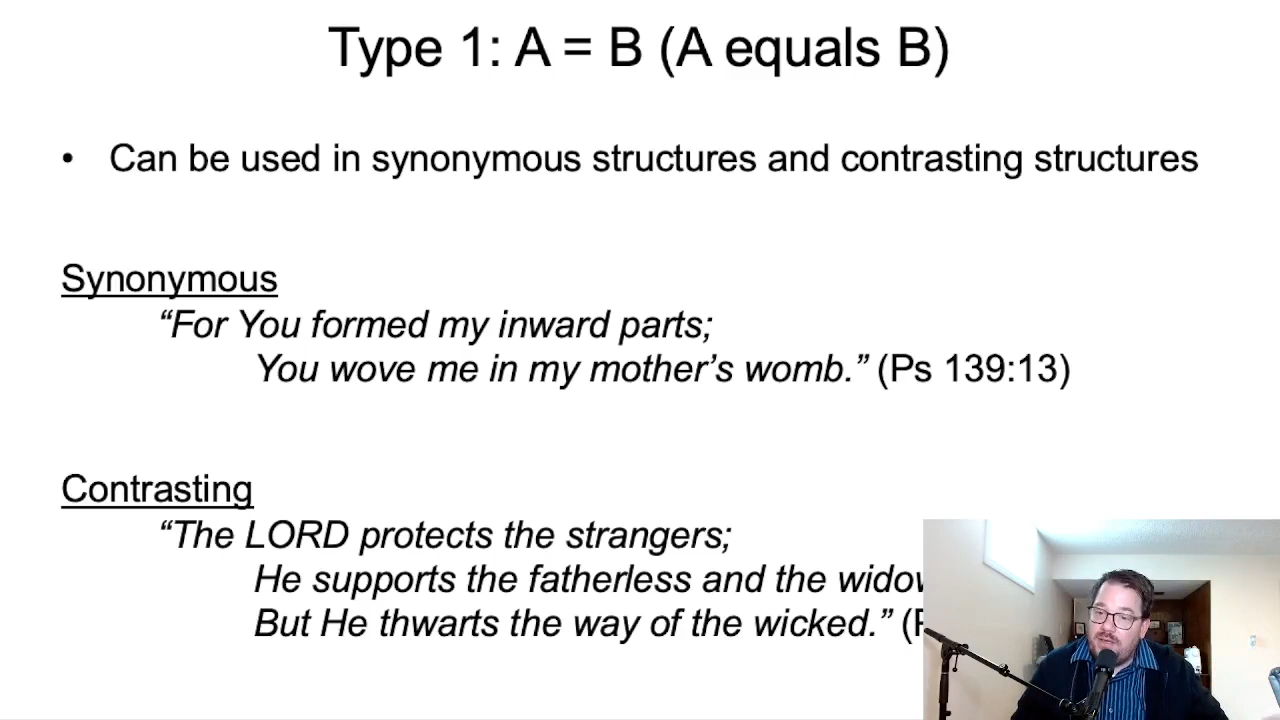 Type 1: A = B (A equals B)
• Can be used in synonymous structures and contrasting structures
Synonymous
“For You formed my inward parts;
You wove me in my mother’s womb.” (Ps 139:13)
Contrasting
“The LORD protects the strangers;
He supports the fatherless and the
But He thwarts the way of the wicked.”